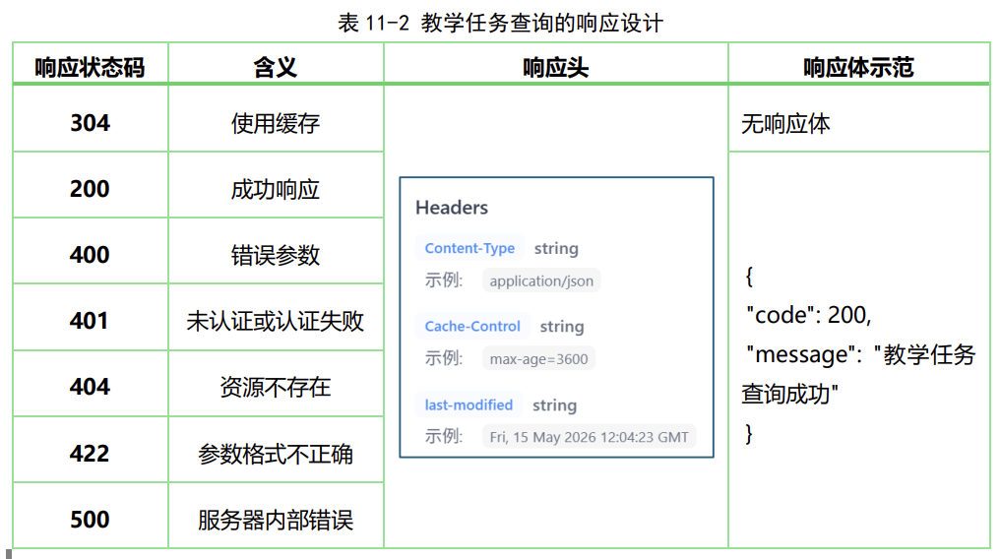 表 11-2 教学任务查询的响应设计
响应状态码 含义 响应头 响应体示范
304 使用缓存 无响应体
200 成功响应
400 错误参数
401 未认证或认证失败
404 资源不存在
422 参数格式不正确
500 服务器内部错误
Headers
Content-Type string
示例: application/json
Cache-Control string
示例: max-age=3600
last-modified string
示例: Fri, 15 May 2026 12:04:23 GMT
{
"code": 200,
"message": "教学任务
查询成功"
}